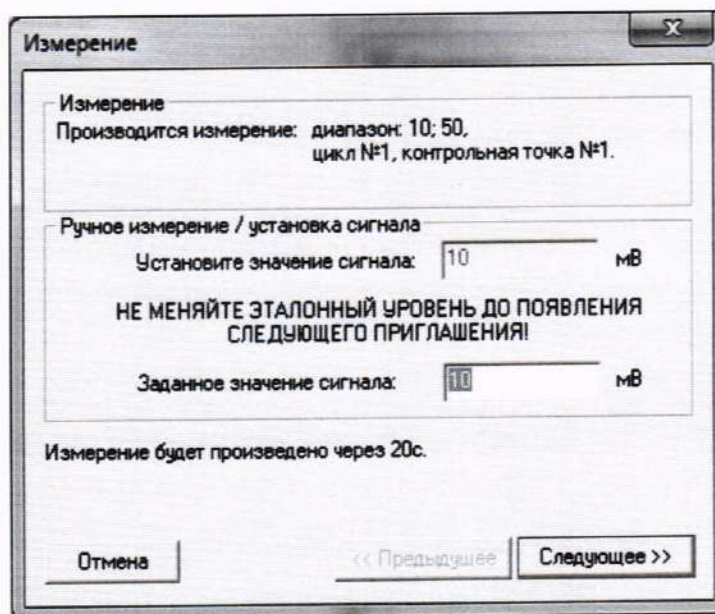 Измерение
x
Измерение
Производится измерение: диапазон: 10; 50,
цикл №1, контрольная точка №1.
Ручное измерение / установка сигнала
Установите значение сигнала: 10 мВ
НЕ МЕНЯЙТЕ ЭТАЛОННЫЙ УРОВЕНЬ ДО ПОЯВЛЕНИЯ
СЛЕДУЮЩЕГО ПРИГЛАШЕНИЯ!
Заданное значение сигнала: 10 мВ
Измерение будет произведено через 20с.
Отмена << Предыдущее Следующее >>